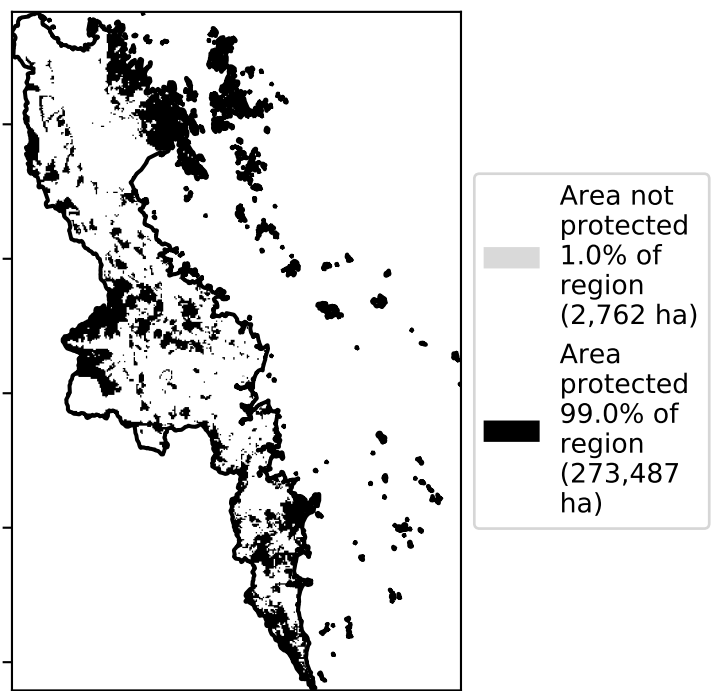 Area not
protected
1.0% of
region
(2,762 ha)
Area
protected
99.0% of
region
(273,487
ha)